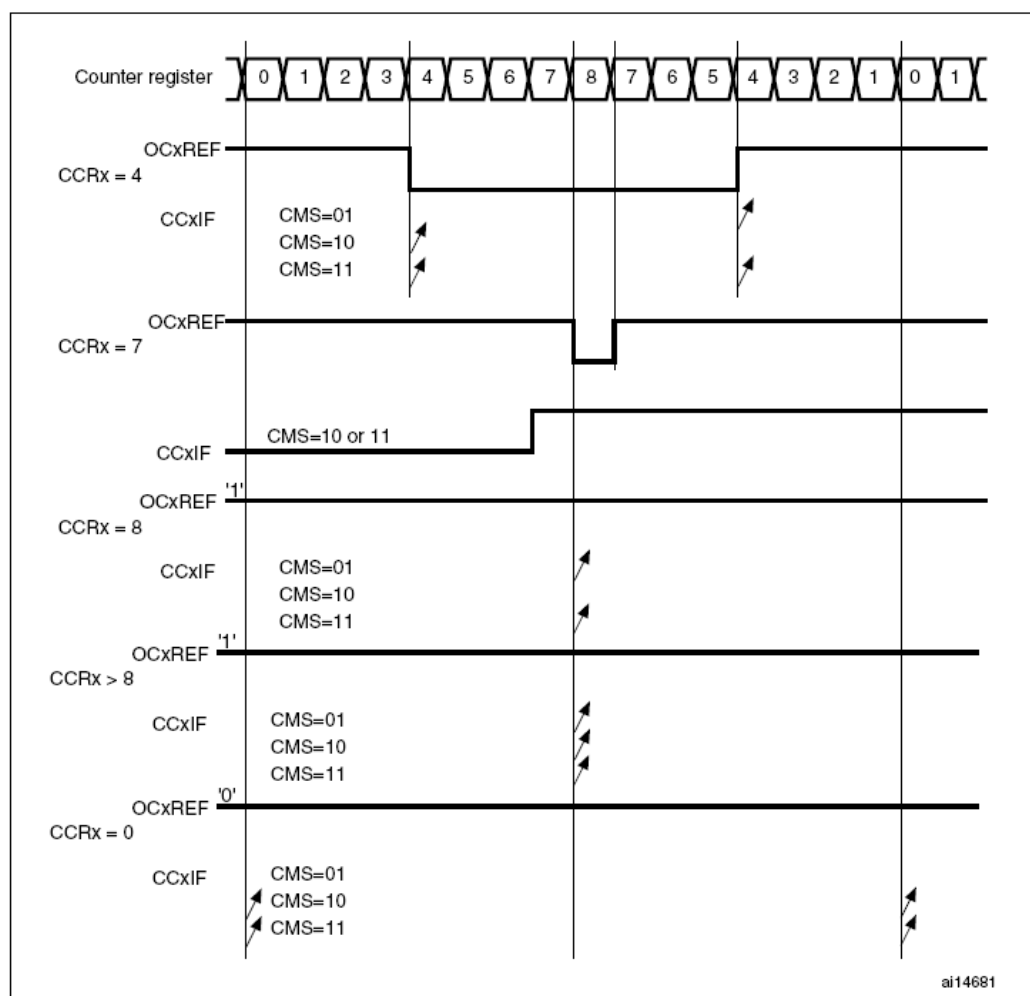 Counter register 0 1 2 3 4 5 6 7 8 7 6 5 4 3 2 1 0 1
OCxREF
CCRx = 4
CCxIF CMS=01
CMS=10
CMS=11
OCxREF
CCRx = 7
CMS=10 or 11
CCxIF
OCxREF '1'
CCRx = 8
CCxIF CMS=01
CMS=10
CMS=11
OCxREF '1'
CCRx > 8
CCxIF CMS=01
CMS=10
CMS=11
OCxREF '0'
CCRx = 0
CCxIF CMS=01
CMS=10
CMS=11
ai14681